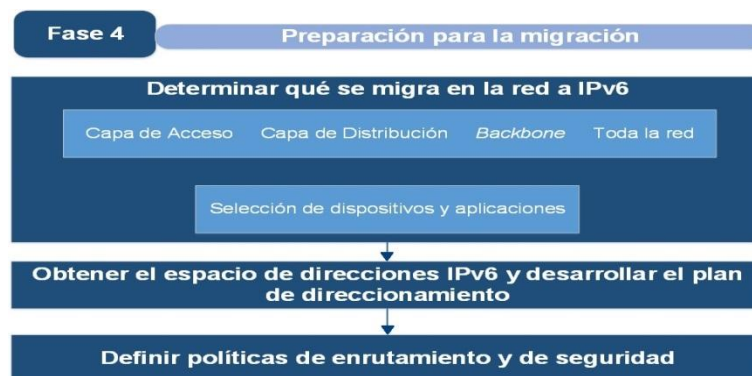 Fase 4
Preparación para la migración
Determinar qué se migra en la red a IPv6
Capa de Acceso Capa de Distribución Backbone Toda la red
Selección de dispositivos y aplicaciones
Obtener el espacio de direcciones IPv6 y desarrollar el plan
de direccionamiento
Definir políticas de enrutamiento y de seguridad